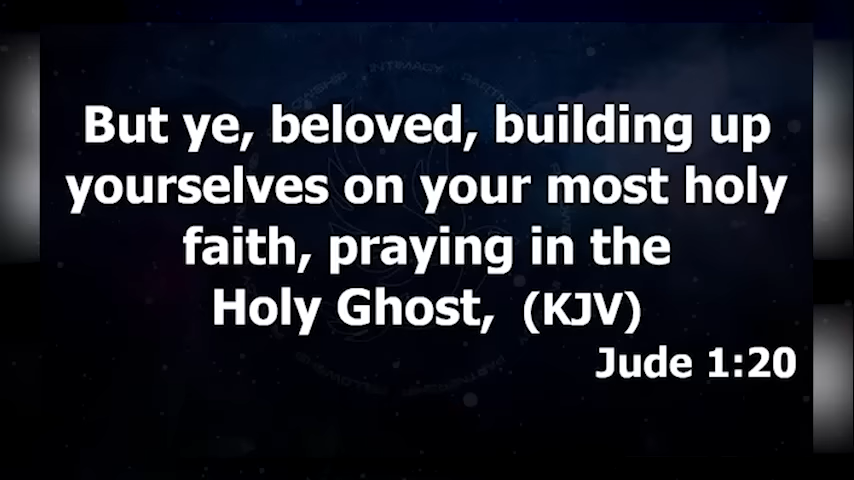 But ye, beloved, building up
yourselves on your most holy
faith, praying in the
Holy Ghost, (KJV)
Jude 1:20
INTIMACY